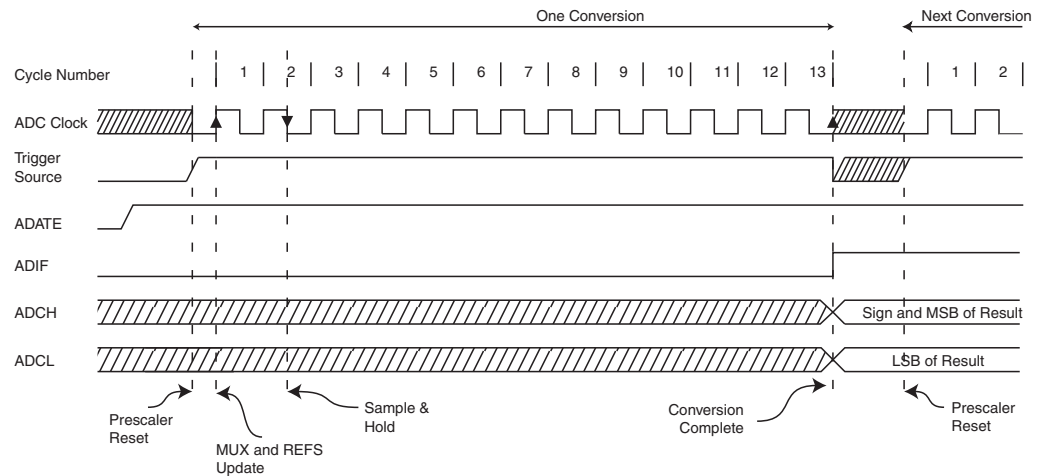 One Conversion
Next Conversion
Cycle Number
1 2 3 4 5 6 7 8 9 10 11 12 13 1 2
ADC Clock
Trigger
Source
ADATE
ADIF
ADCH
Sign and MSB of Result
ADCL
LSB of Result
Prescaler
Reset
MUX and REFS
Update
Sample &
Hold
Conversion
Complete
Prescaler
Reset